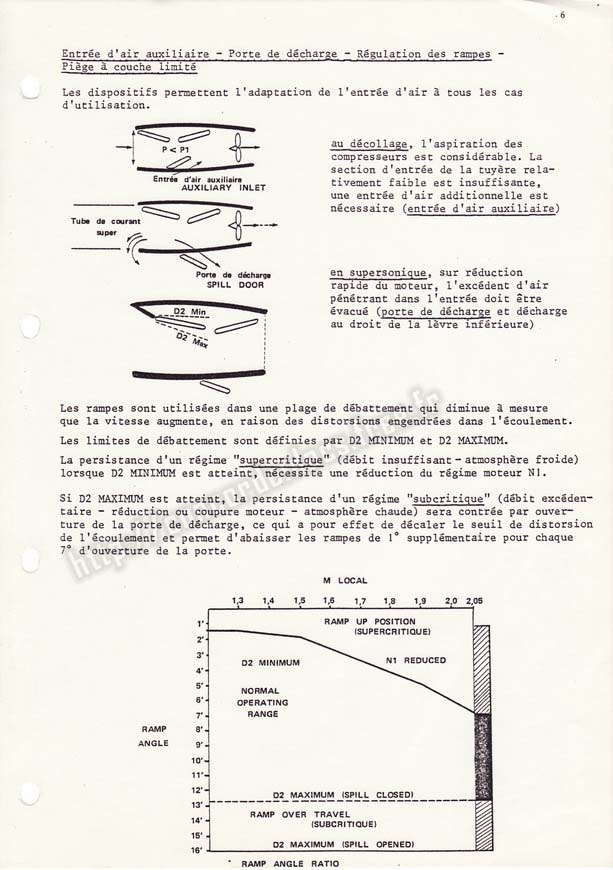 6
Entrée d'air auxiliaire - Porte de décharge - Régulation des rampes -
Piège à couche limité
Les dispositifs permettent l'adaptation de l'entrée d'air à tous les cas
d'utilisation.
P < P1
Entrée d'air auxiliaire
AUXILIARY INLET
au décollage, l'aspiration des
compresseurs est considérable. La
section d'entrée de la tuyère rela-
tivement faible est insuffisante,
une entrée d'air additionnelle est
nécessaire (entrée d'air auxiliaire)
Tube de courant
super
Porte de décharge
SPILL DOOR
en supersonique, sur réduction
rapide du moteur, l'excédent d'air
pénétrant dans l'entrée doit être
évacué (porte de décharge et décharge
au droit de la lèvre inférieure)
D2 Min
D2 Max
Les rampes sont utilisées dans une plage de débattement qui diminue à mesure
que la vitesse augmente, en raison des distorsions engendrées dans l'écoulement.
Les limites de débattement sont définies par D2 MINIMUM et D2 MAXIMUM.
La persistance d'un régime "supercritique" (débit insuffisant - atmosphère froide)
lorsque D2 MINIMUM est atteint, nécessite une réduction du régime moteur N1.
Si D2 MAXIMUM est atteint, la persistance d'un régime "subcritique" (débit excéden-
taire - réduction - coupure moteur - atmosphère chaude) sera contrée par ouver-
ture de la porte de décharge, ce qui a pour effet de décaler le seuil de distorsion
de l'écoulement et permet d'abaisser les rampes de 1° supplémentaire pour chaque
7° d'ouverture de la porte.
M LOCAL
1,3 1,4 1,5 1,6 1,7 1,8 1,9 2,0 2,05
1'
2'
3'
4'
5'
6'
7'
8'
9'
10'
11'
12'
13'
14'
15'
16'
RAMP
ANGLE
RAMP UP POSITION
(SUPERCRITIQUE)
D2 MINIMUM
N1 REDUCED
NORMAL
OPERATING
RANGE
D2 MAXIMUM (SPILL CLOSED)
RAMP OVER TRAVEL
(SUBCRITIQUE)
D2 MAXIMUM (SPILL OPENED)
RAMP ANGLE RATIO